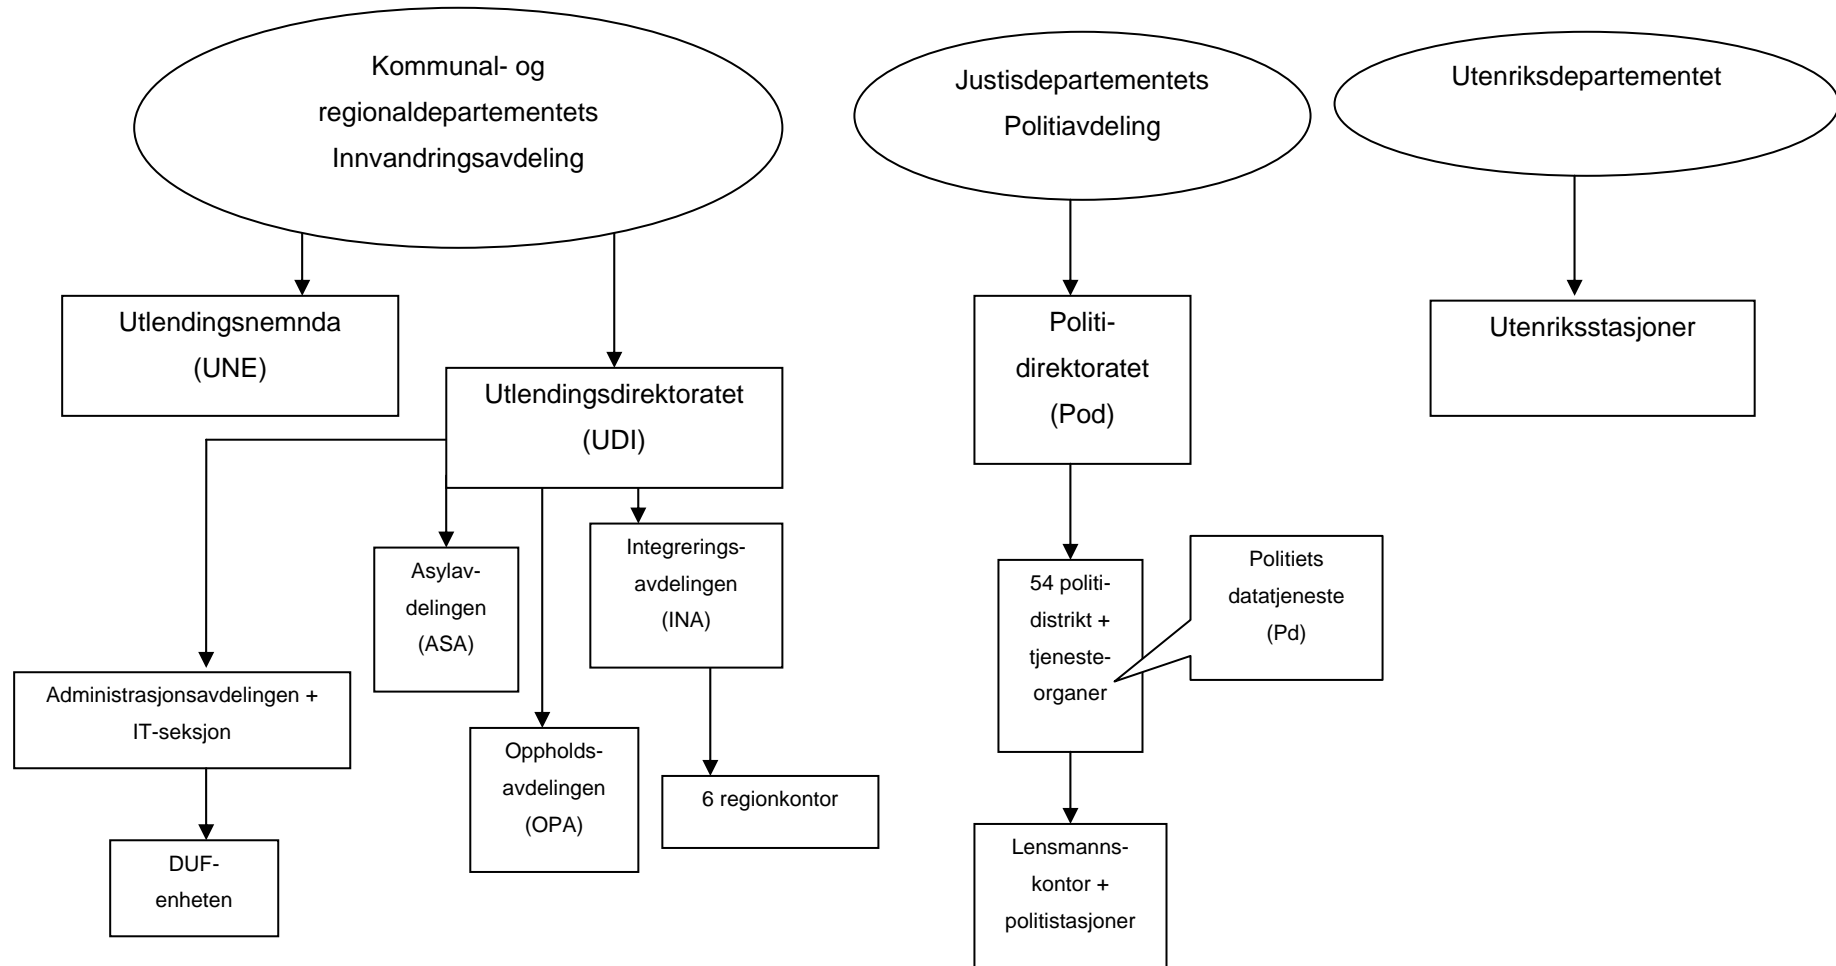 Kommunal- og
regionaldepartementets
Innvandringsavdeling
Justisdepartementets
Politiavdeling
Utenriksdepartementet
Utlendingsnemnda
(UNE)
Utlendingsdirektoratet
(UDI)
Politi-
direktoratet
(Pod)
Utenriksstasjoner
Asylav-
delingen
(ASA)
Integrerings-
avdelingen
(INA)
54 politi-
distrikt +
tjeneste-
organer
Politiets
datatjeneste
(Pd)
Administrasjonsavdelingen +
IT-seksjon
Oppholds-
avdelingen
(OPA)
6 regionkontor
DUF-
enheten
Lensmanns-
kontor +
politistasjoner